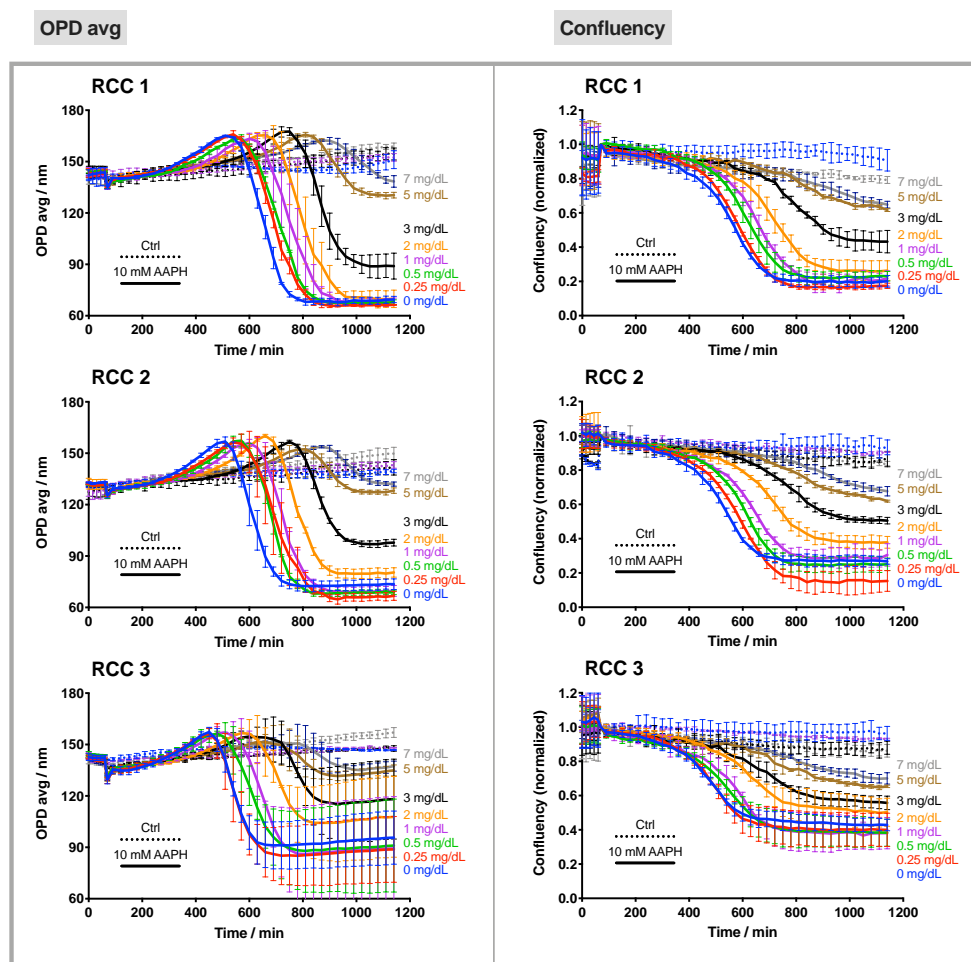 OPD avg
Confluency
RCC 1
OPD avg / nm
180
150
120
90
60
0 200 400 600 800 1000 1200
Time / min
Ctrl
10 mM AAPH
7 mg/dL
5 mg/dL
3 mg/dL
2 mg/dL
1 mg/dL
0.5 mg/dL
0.25 mg/dL
0 mg/dL
RCC 1
Confluency (normalized)
1.2
1.0
0.8
0.6
0.4
0.2
0.0
0 200 400 600 800 1000 1200
Time / min
Ctrl
10 mM AAPH
7 mg/dL
5 mg/dL
3 mg/dL
2 mg/dL
1 mg/dL
0.5 mg/dL
0.25 mg/dL
0 mg/dL
RCC 2
OPD avg / nm
180
150
120
90
60
0 200 400 600 800 1000 1200
Time / min
Ctrl
10 mM AAPH
7 mg/dL
5 mg/dL
3 mg/dL
2 mg/dL
1 mg/dL
0.5 mg/dL
0.25 mg/dL
0 mg/dL
RCC 2
Confluency (normalized)
1.2
1.0
0.8
0.6
0.4
0.2
0.0
0 200 400 600 800 1000 1200
Time / min
Ctrl
10 mM AAPH
7 mg/dL
5 mg/dL
3 mg/dL
2 mg/dL
1 mg/dL
0.5 mg/dL
0.25 mg/dL
0 mg/dL
RCC 3
OPD avg / nm
180
150
120
90
60
0 200 400 600 800 1000 1200
Time / min
Ctrl
10 mM AAPH
7 mg/dL
5 mg/dL
3 mg/dL
2 mg/dL
1 mg/dL
0.5 mg/dL
0.25 mg/dL
0 mg/dL
RCC 3
Confluency (normalized)
1.2
1.0
0.8
0.6
0.4
0.2
0.0
0 200 400 600 800 1000 1200
Time / min
Ctrl
10 mM AAPH
7 mg/dL
5 mg/dL
3 mg/dL
2 mg/dL
1 mg/dL
0.5 mg/dL
0.25 mg/dL
0 mg/dL